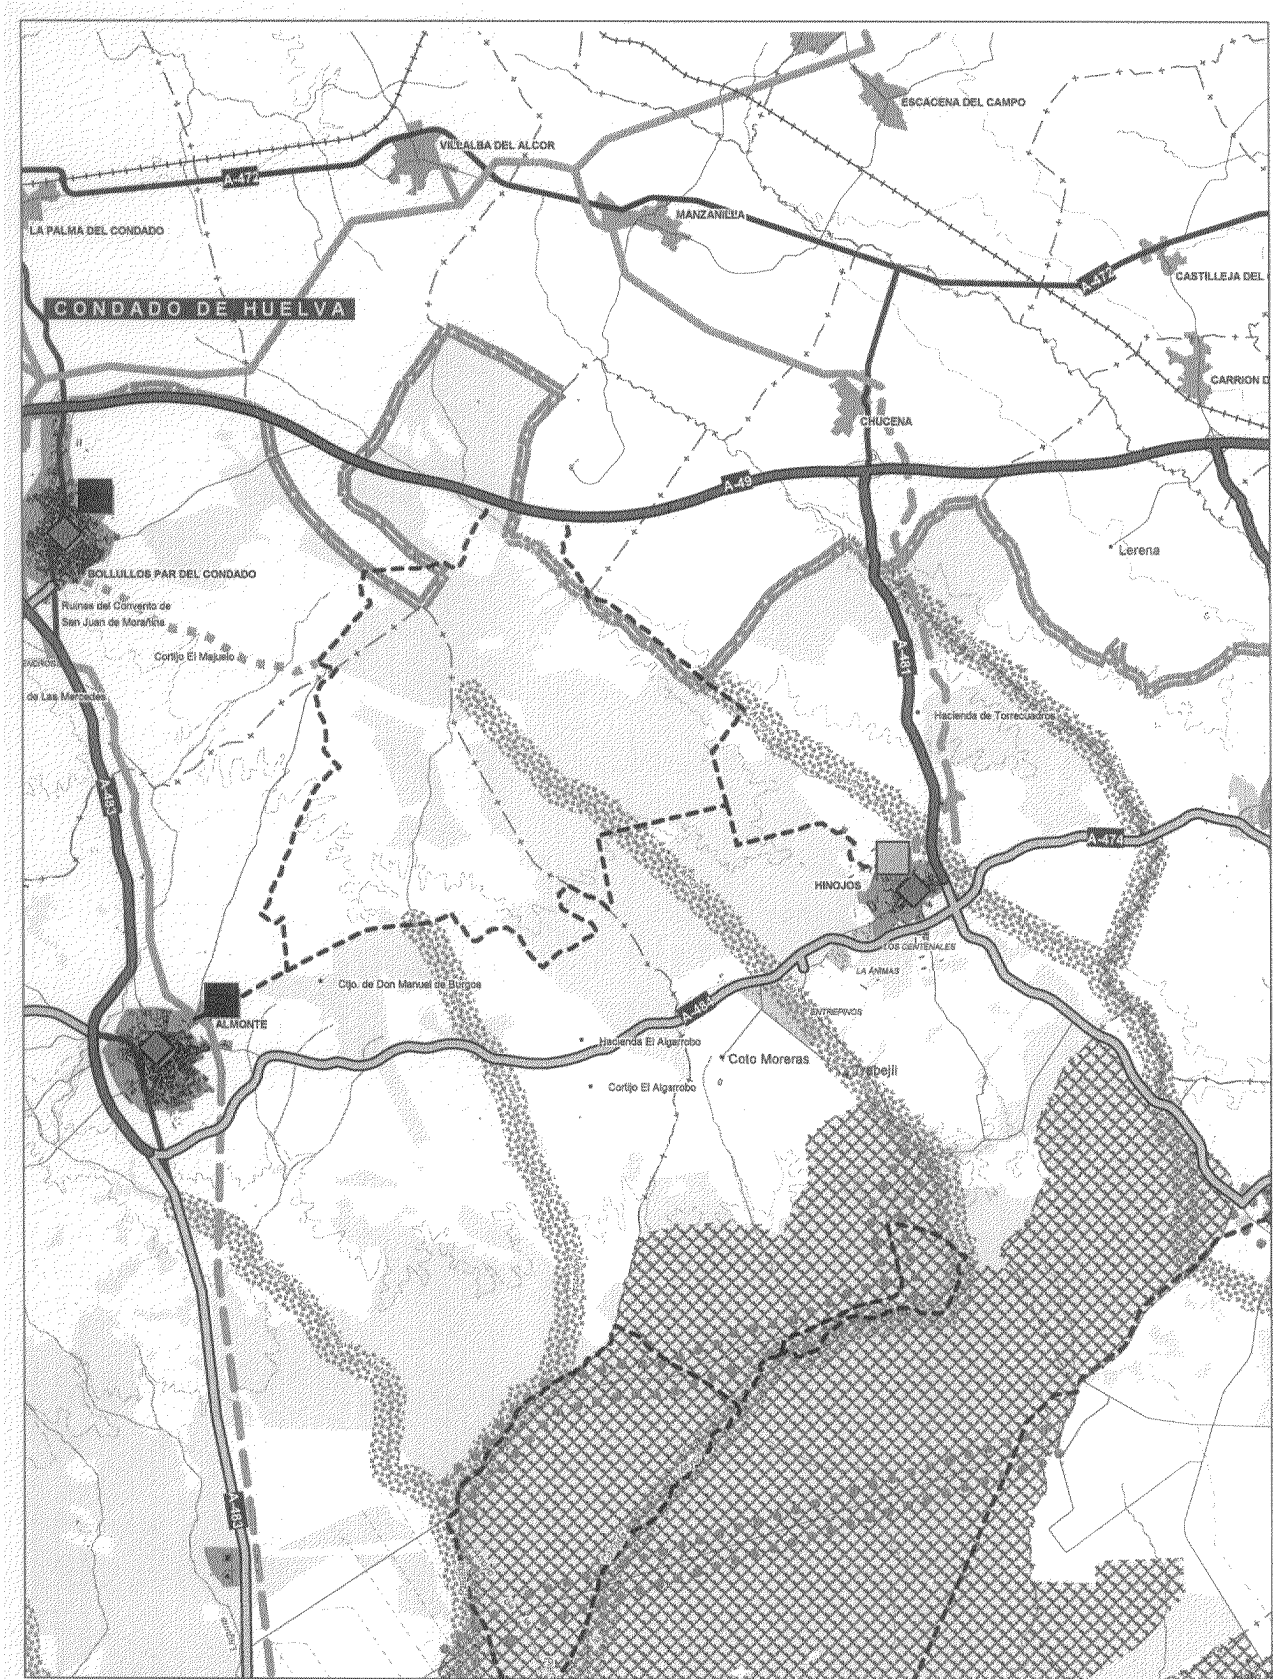 ESCACENA DEL CAMPO
VILLALBA DEL ALCOR
A-472
MANZANILLA
LA PALMA DEL CONDADO
CASTILLEJA DEL
A-472
CONDADO DE HUELVA
CARRION D
CHUCENA
A-49
Lerena
BOLLULLOS PAR DEL CONDADO
Ruinas del Convento de
San Juan de Morañina
Cortijo El Majuelo
A-481
de Las Mercedes
Hacienda de Torrecuadros
A-483
A-474
HINOJOS
LOS CENTENALES
LA ANIMAS
Ctijo. de Don Manuel de Burgos
A-484
ENTREPINOS
ALMONTE
Hacienda El Algarrobo
Coto Moreras
Trabejil
Cortijo El Algarrobo
A-483